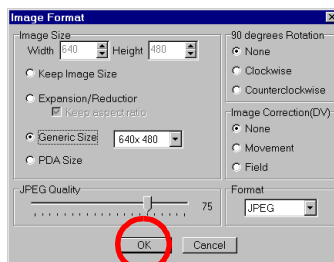 Image Format
Image Size
Width 640 Height 480
Keep Image Size
Expansion/Reduction
Keep aspect ratio
Generic Size 640x 480
PDA Size
JPEG Quality
75
90 degrees Rotation
None
Clockwise
Counterclockwise
Image Correction(DV)
None
Movement
Field
Format
JPEG
OK Cancel